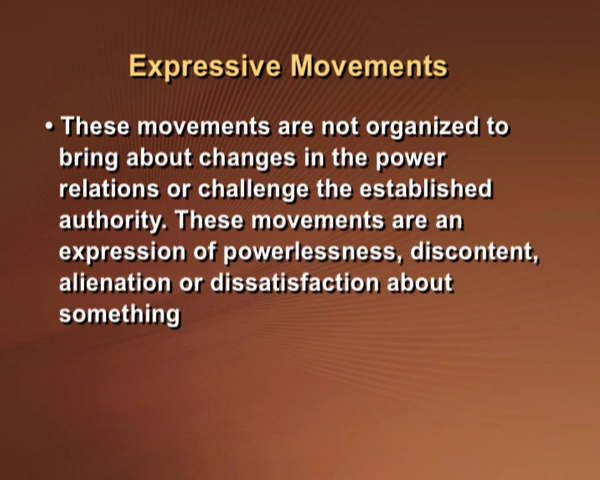 Expressive Movements
• These movements are not organized to
bring about changes in the power
relations or challenge the established
authority. These movements are an
expression of powerlessness, discontent,
alienation or dissatisfaction about
something